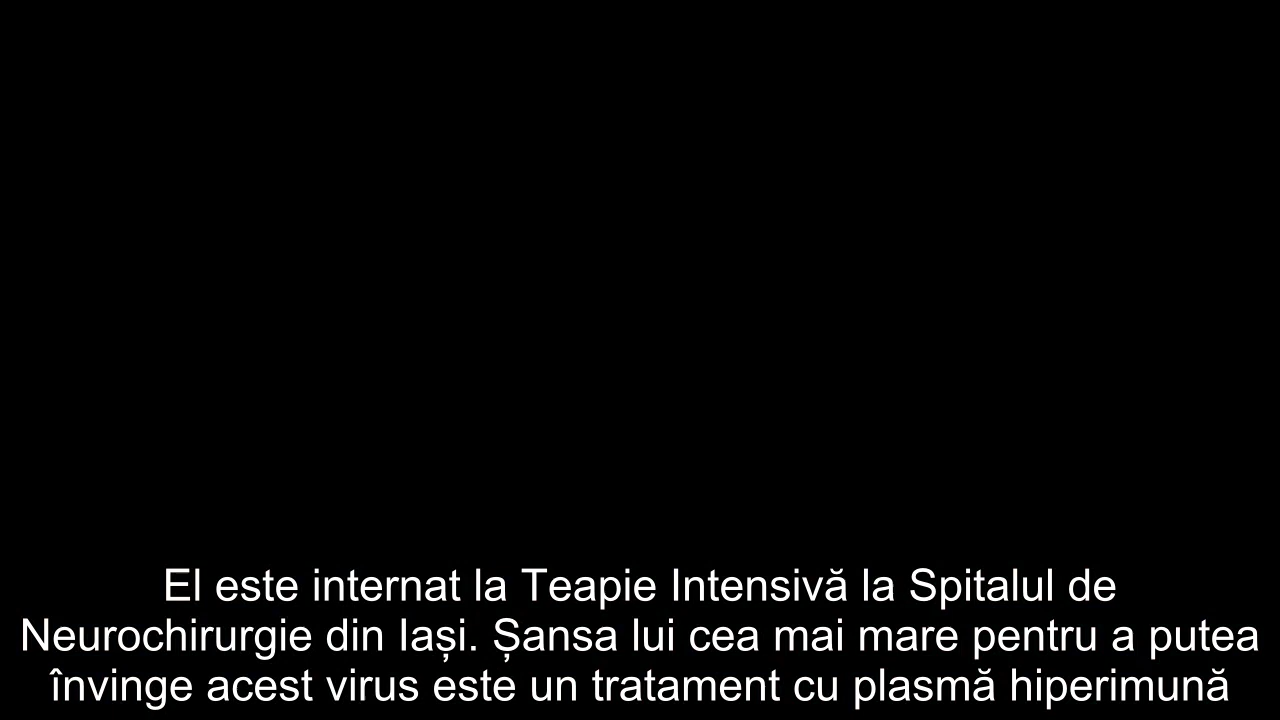 El este internat la Teapie Intensivă la Spitalul de
Neurochirurgie din Iași. Șansa lui cea mai mare pentru a putea
învinge acest virus este un tratament cu plasmă hiperimună